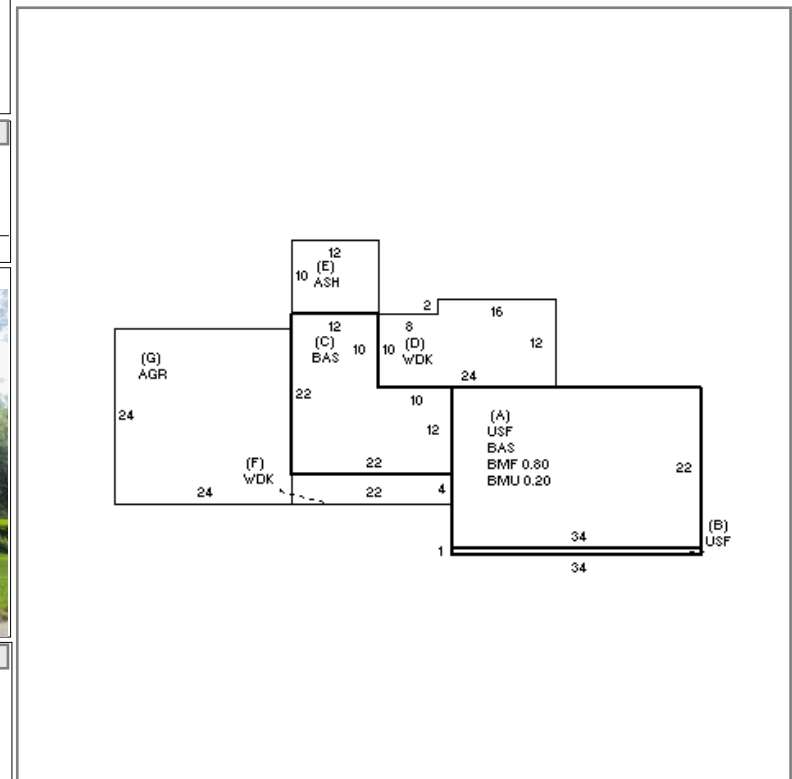 12
(E)
10
ASH
2
16
12
8
(C)
10
10
(D)
BAS
WDK
12
(G)
AGR
24
24
22
10
(A)
USF
12
BAS
BMF 0.80
BMU 0.20
22
22
(F)
WDK
24
22
4
34
(B)
USF
1
34